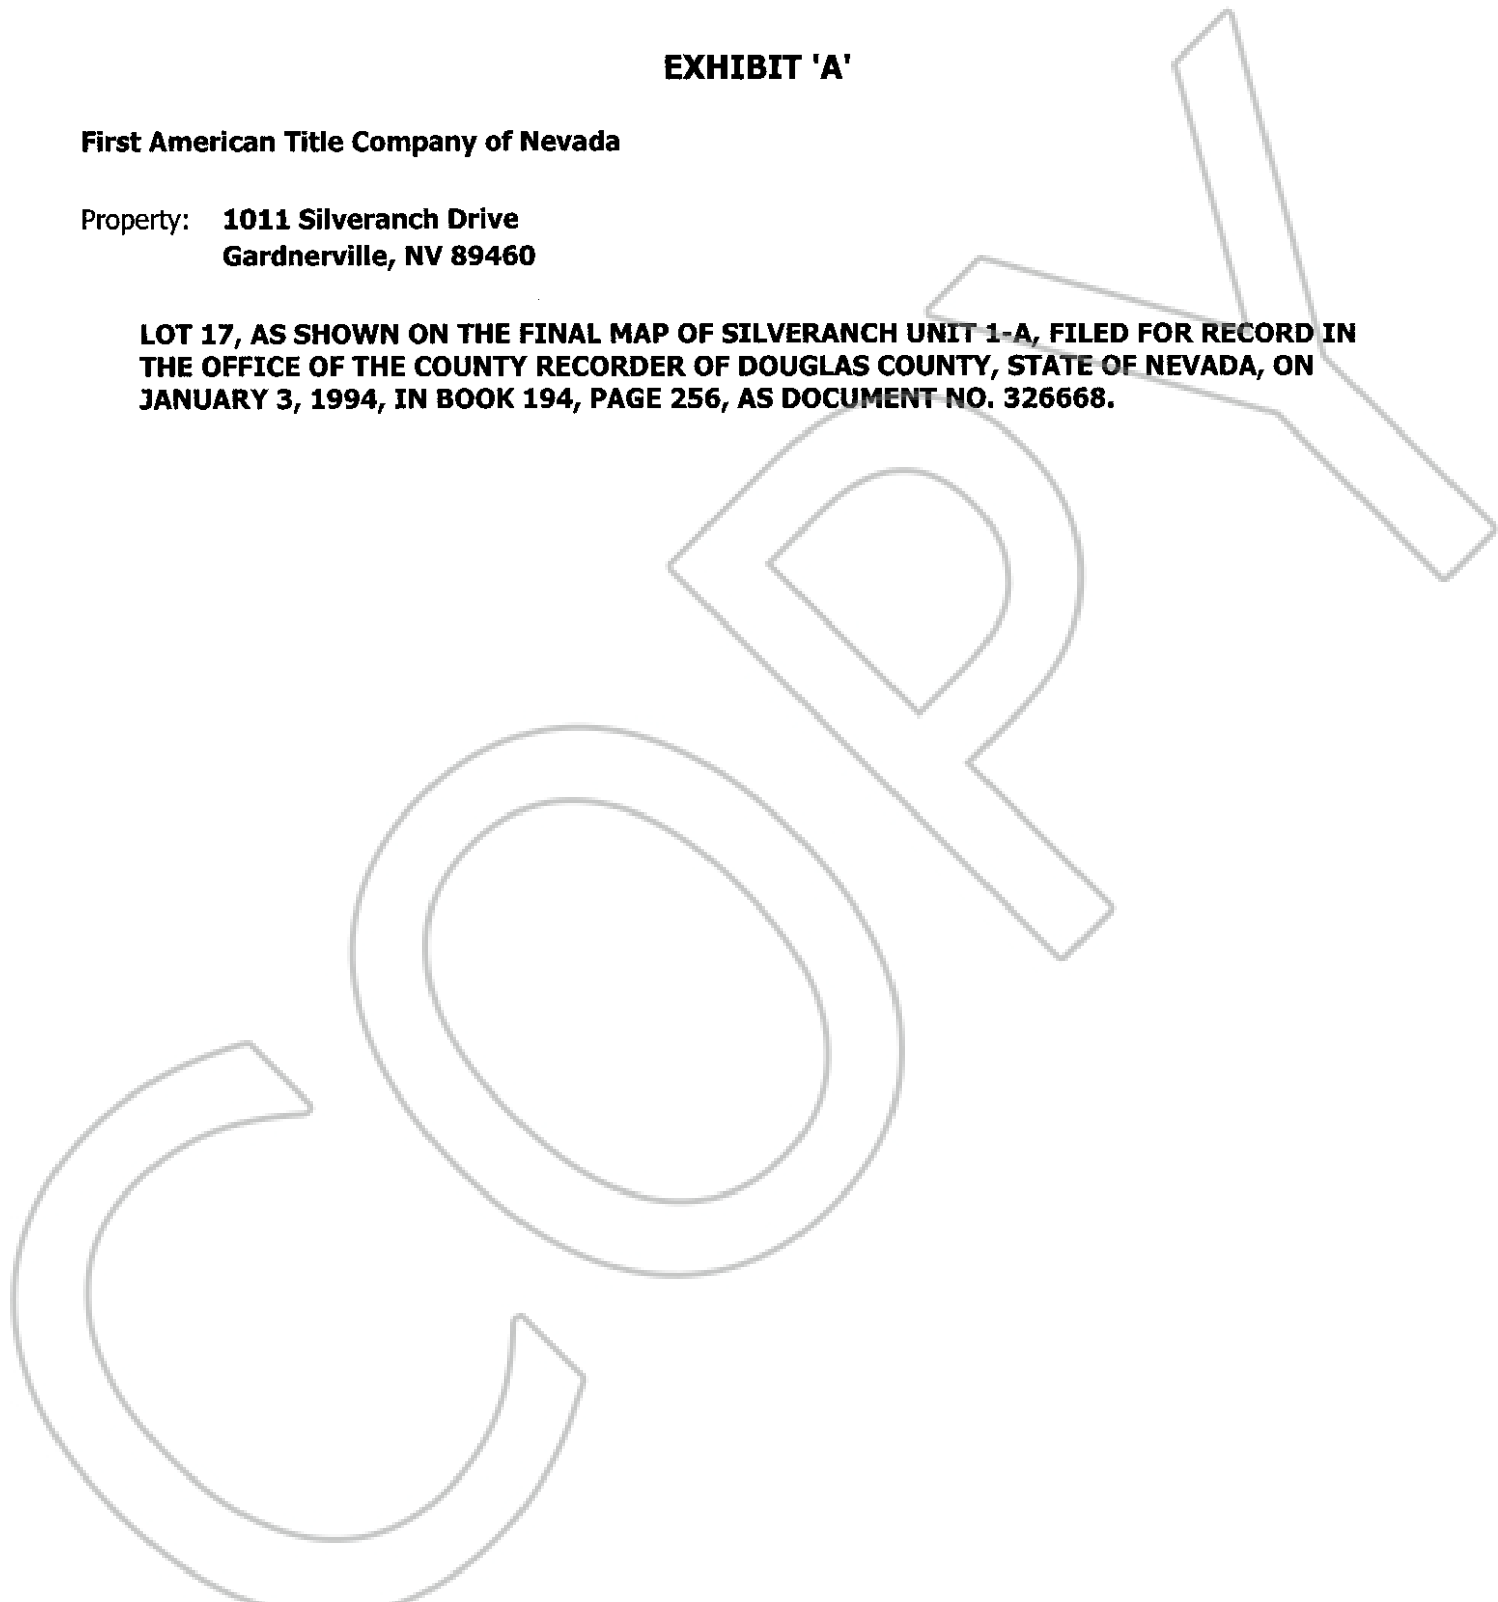 EXHIBIT 'A'
First American Title Company of Nevada
Property: 1011 Silveranch Drive
Gardnerville, NV 89460
LOT 17, AS SHOWN ON THE FINAL MAP OF SILVERANCH UNIT 1-A, FILED FOR RECORD IN
THE OFFICE OF THE COUNTY RECORDER OF DOUGLAS COUNTY, STATE OF NEVADA, ON
JANUARY 3, 1994, IN BOOK 194, PAGE 256, AS DOCUMENT NO. 326668.
COPY